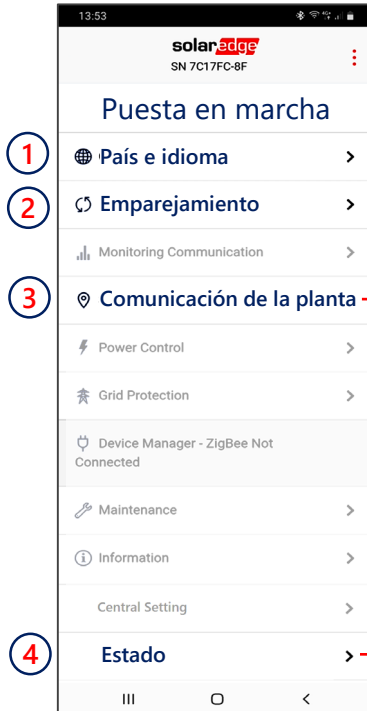 13:53
solaredge
SN 7C17FC-8F
Puesta en marcha
1 País e idioma
2 Emparejamiento
Monitoring Communication
3 Comunicación de la planta
Power Control
Grid Protection
Device Manager - ZigBee Not
Connected
Maintenance
Information
Central Setting
4 Estado